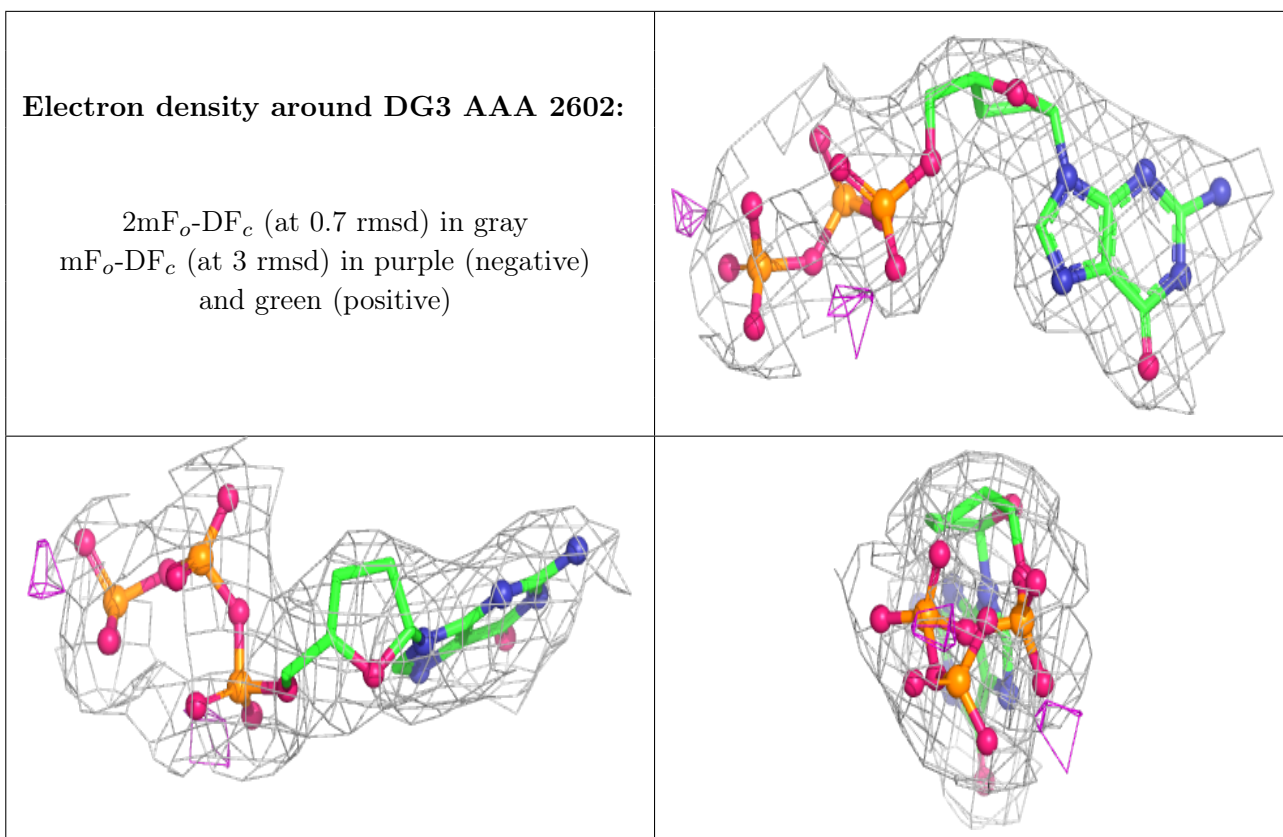 Electron density around DG3 AAA 2602:
2mFo-DFc (at 0.7 rmsd) in gray
mFo-DFc (at 3 rmsd) in purple (negative)
and green (positive)